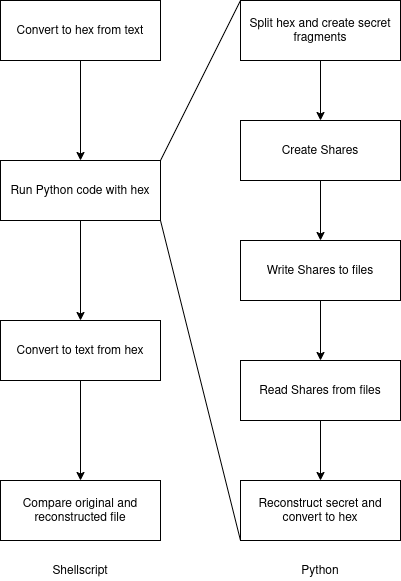 Convert to hex from text
Run Python code with hex
Convert to text from hex
Compare original and
reconstructed file
Shellscript
Split hex and create secret
fragments
Create Shares
Write Shares to files
Read Shares from files
Reconstruct secret and
convert to hex
Python